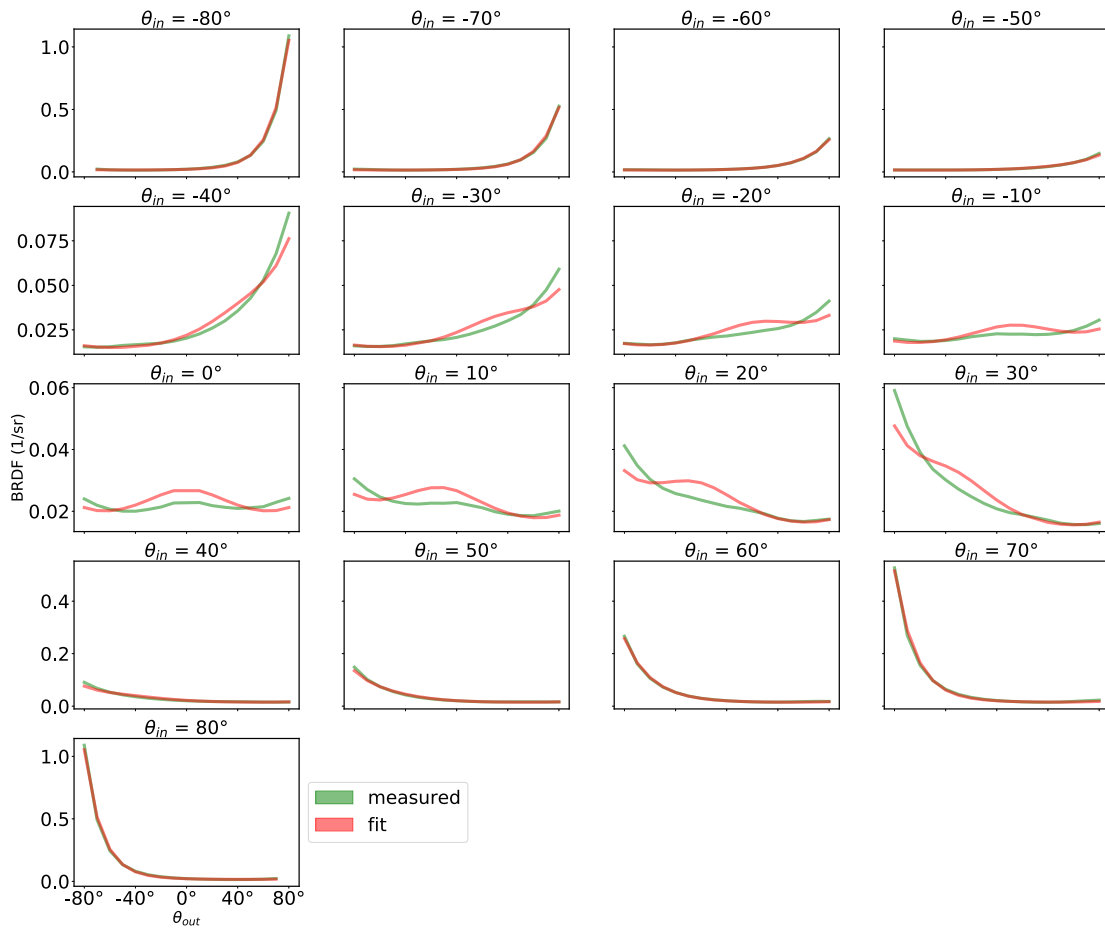 θin = -80° θin = -70° θin = -60° θin = -50°
1.0
0.5
0.0
θin = -40° θin = -30° θin = -20° θin = -10°
0.075
0.050
0.025
BRDF (1/sr)
θin = 0° θin = 10° θin = 20° θin = 30°
0.06
0.04
0.02
θin = 40° θin = 50° θin = 60° θin = 70°
0.4
0.2
0.0
θin = 80°
1.0
0.5
0.0
-80° -40° 0° 40° 80°
θout
measured
fit